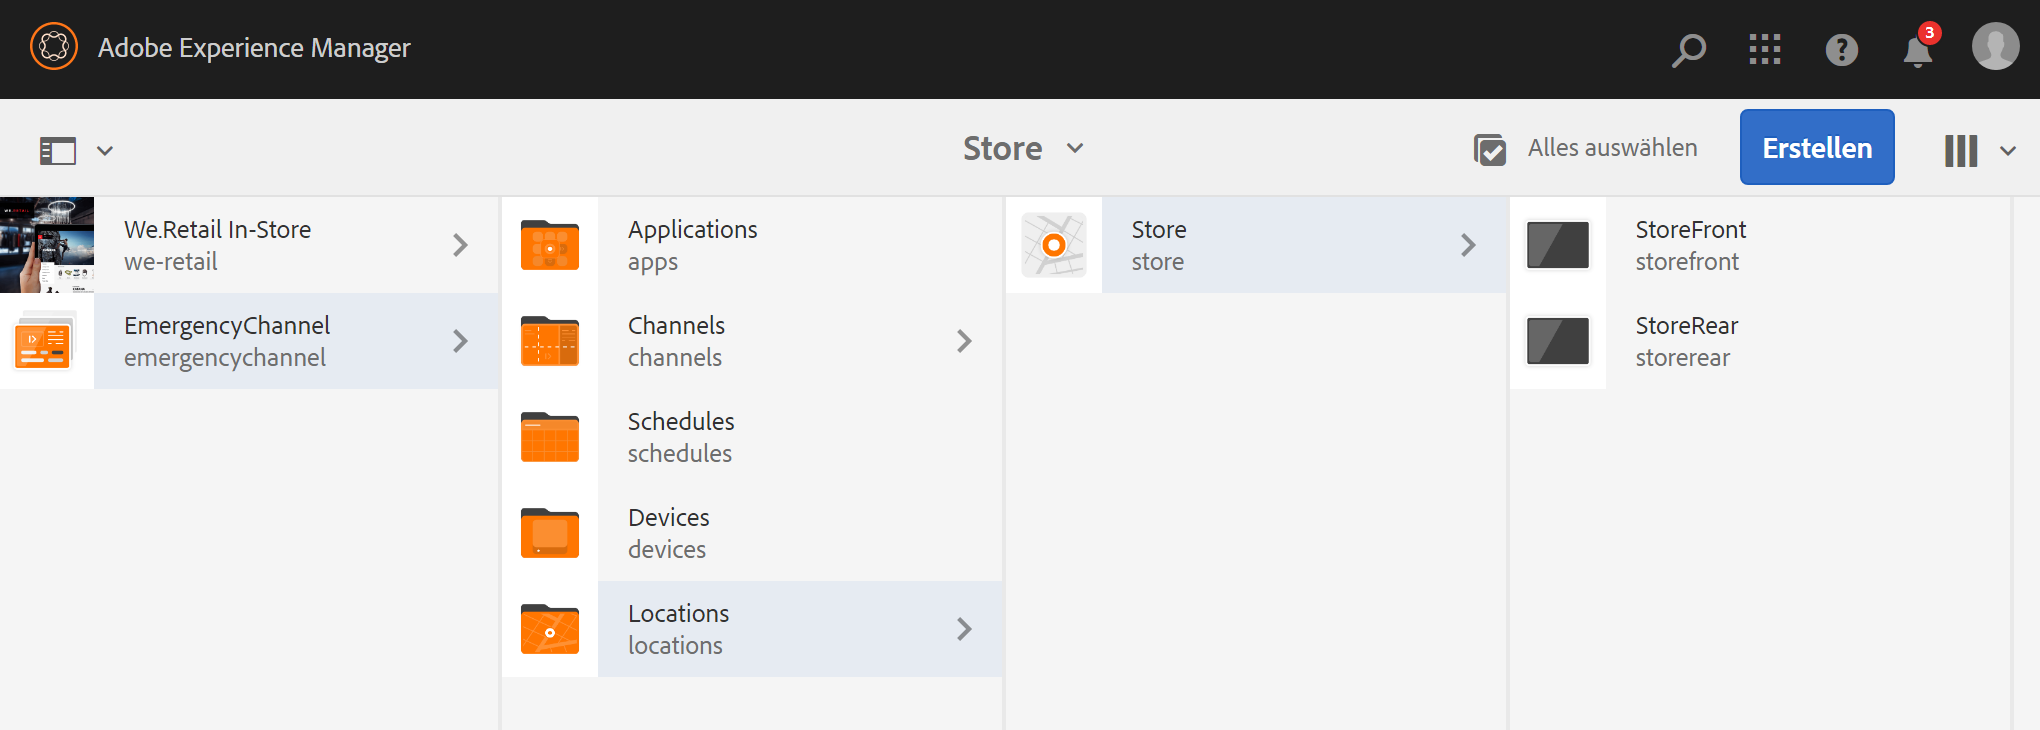 Adobe Experience Manager
3
Store
Alles auswählen
Erstellen
We.Retail In-Store
we-retail
EmergencyChannel
emergencychannel
Applications
apps
Channels
channels
Schedules
schedules
Devices
devices
Locations
locations
Store
store
StoreFront
storefront
StoreRear
storerear